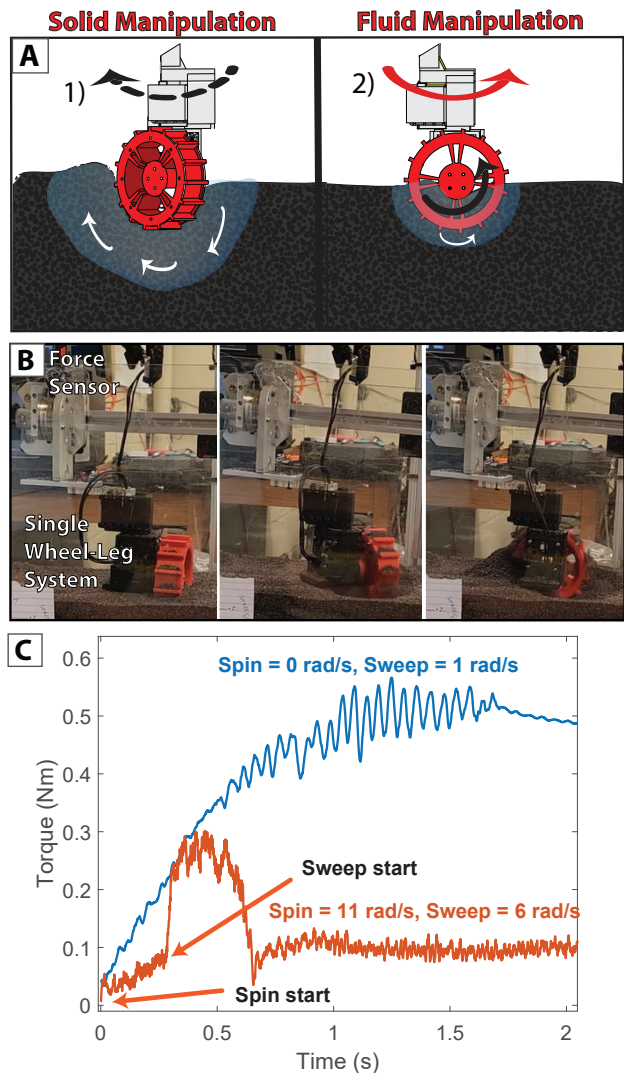 Solid Manipulation
Fluid Manipulation
A
1)
2)
B
Force
Sensor
Single
Wheel-Leg
System
C
0.6
Spin = 0 rad/s, Sweep = 1 rad/s
0.5
0.4
0.3
Sweep start
0.2
Spin = 11 rad/s, Sweep = 6 rad/s
0.1
Spin start
0
Torque (Nm)
0
0.5
1
1.5
2
Time (s)